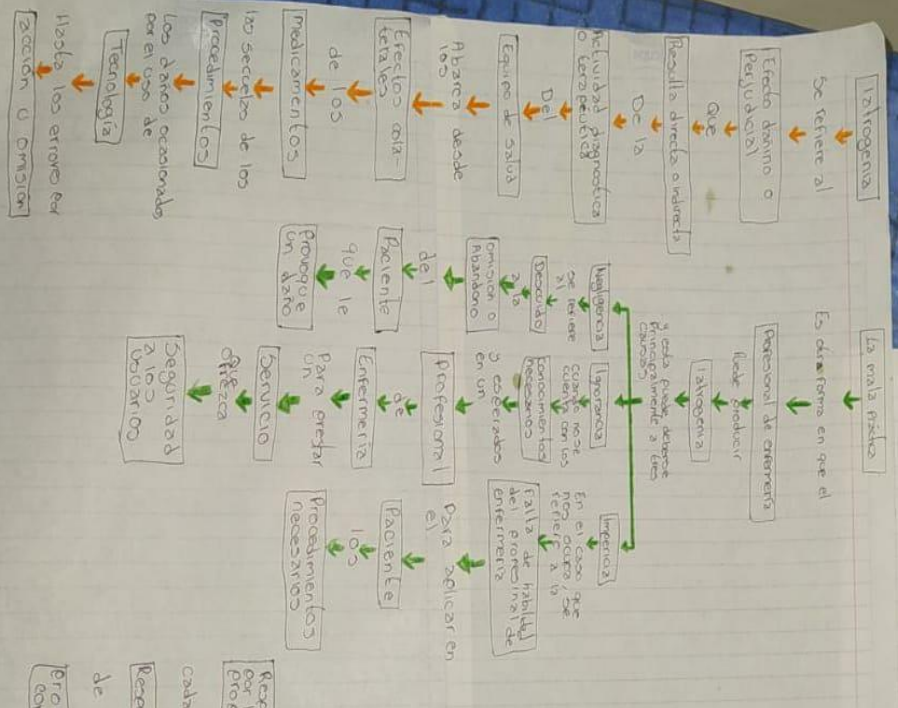 Iatrogenia
Se refiere al
Efecto dañino o
Perjudicial
Que
Resulta directa o indirecta
De la
Actividad diagnostica
o terapeutica
Del
Equipo de salud
Abarca desde
los
Efectos cola-
terales
de los
medicamentos
las secuelas de los
Procedimientos
Los daños ocasionados
por el uso de
Tecnología
Hasta los errores por
acción u omisión
La mala Práctica
Es otra forma en que el
Profesional de enfermería
Puede producir
Iatrogenia
y esta puede deberse
Principalmente a tres
causas
Negligencia
se refiere
al
Descuido
a la
omisión o
Abandono
del
Paciente
que le
Provoque
un daño
Ignorancia
cuando no se
cuenta con los
Conocimientos
necesarios
y esperados
en un
Profesional
de
Enfermería
Para prestar
un
Servicio
que
ofrezca
Seguridad
a los
usuarios
Impericia
En el caso que
nos ocupa, se
refiere a la
Falta de habilidad
del profesional de
enfermería
Para aplicar en
el
Paciente
los
Procedimientos
necesarios
cada
de